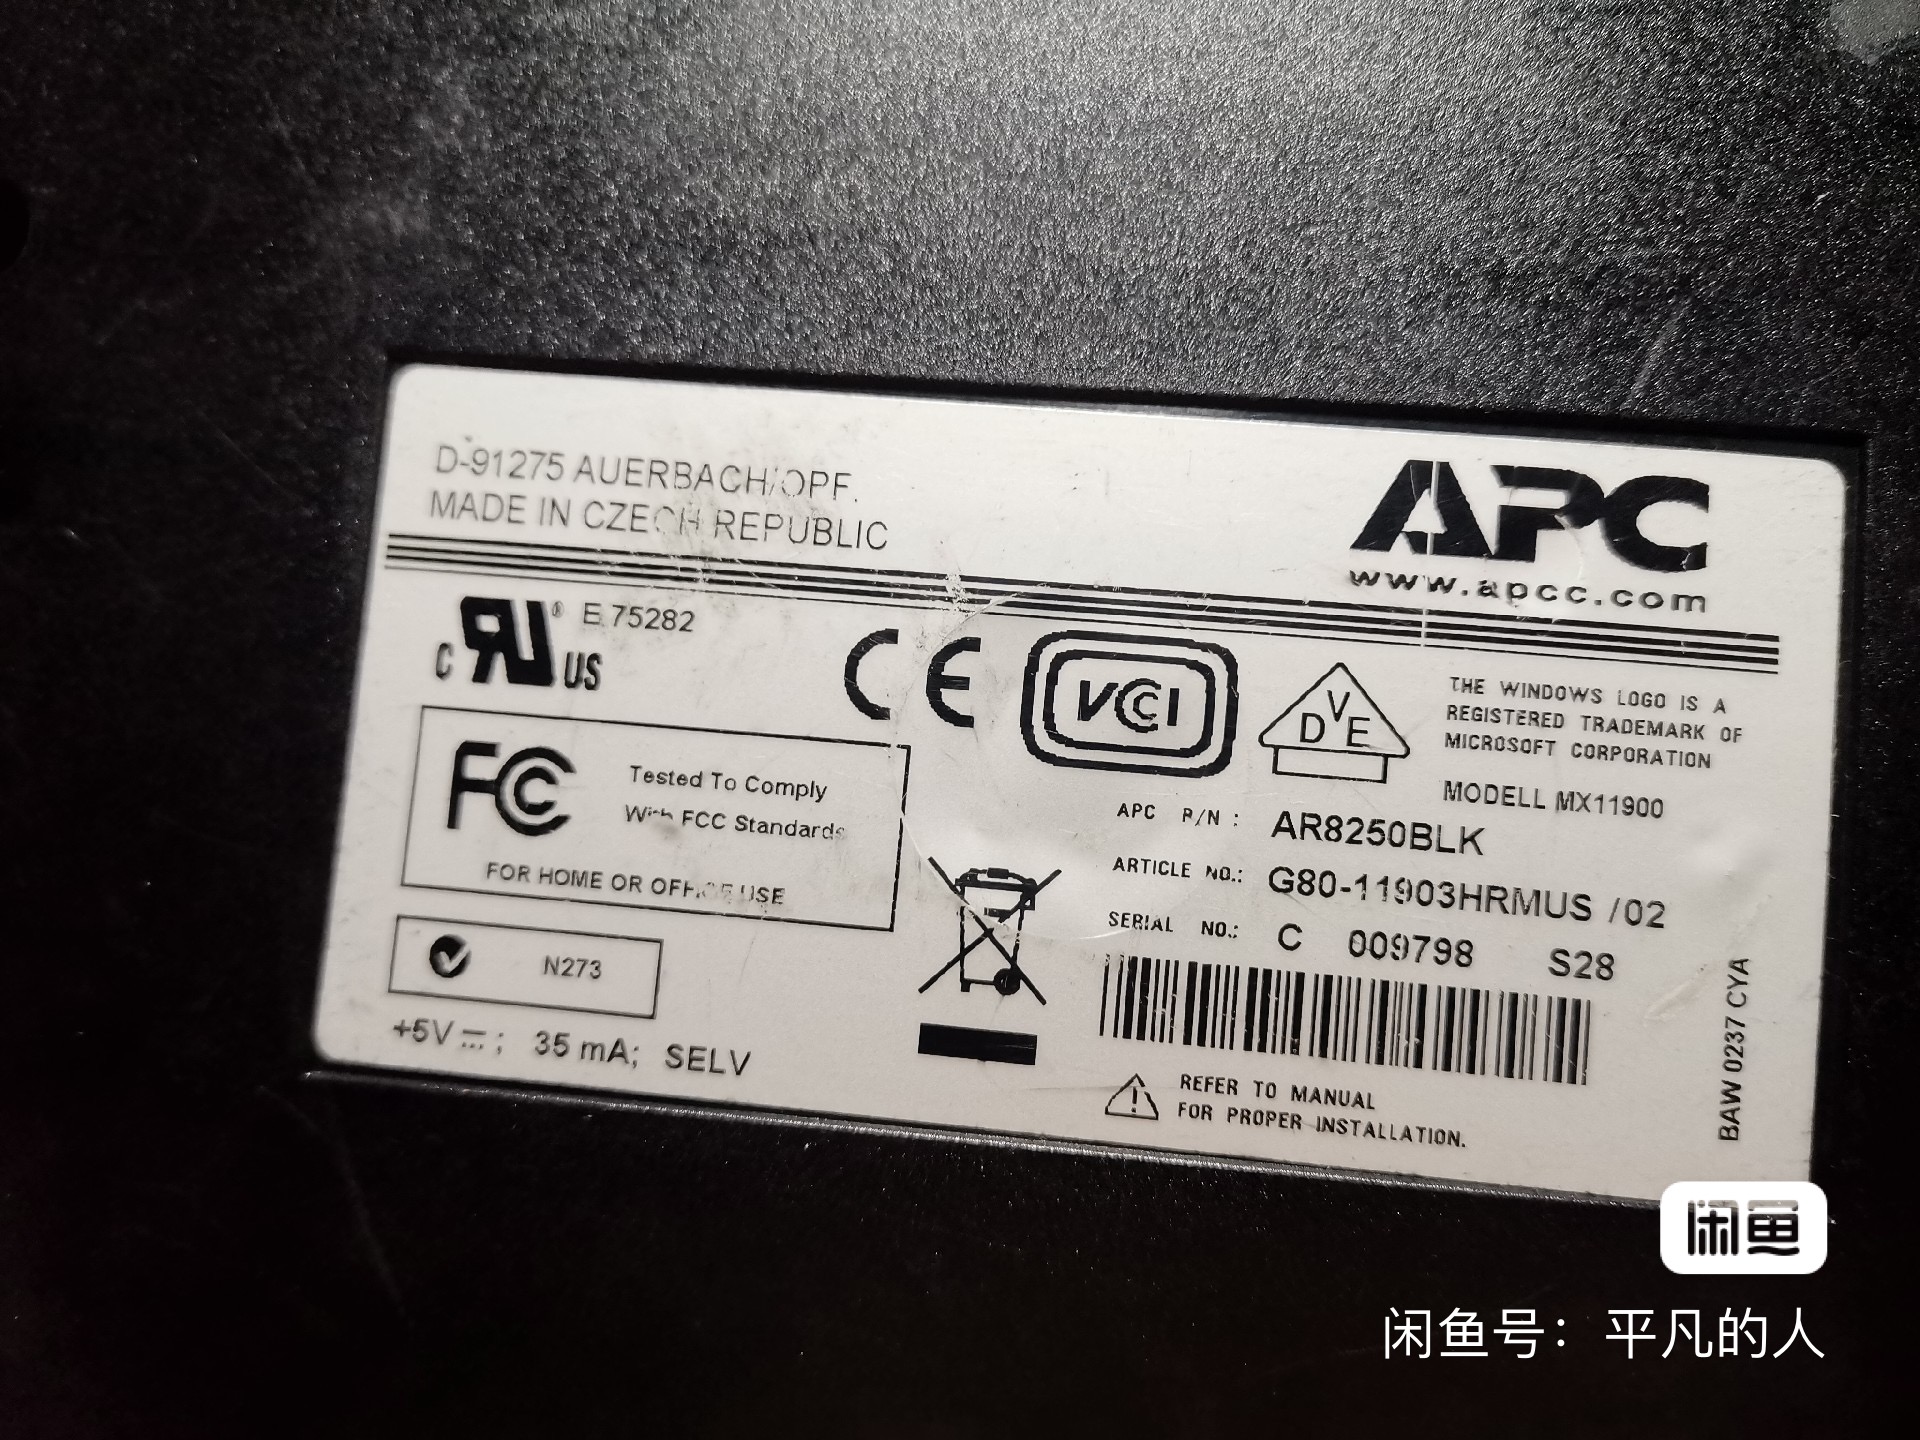 D-91275 AUERBACH/OPF.
MADE IN CZECH REPUBLIC
APC
www.apcc.com
c RU ® US E 75282
CE
VCCI
DVE
THE WINDOWS LOGO IS A
REGISTERED TRADEMARK OF
MICROSOFT CORPORATION
MODELL MX11900
FC Tested To Comply
With FCC Standards
FOR HOME OR OFFICE USE
N273
+5V ⎓; 35 mA; SELV
APC P/N : AR8250BLK
ARTICLE NO.: G80-11903HRMUS /02
SERIAL NO.: C 009798 S28
REFER TO MANUAL
FOR PROPER INSTALLATION.
BAW 0237 CYA
闲鱼
闲鱼号：平凡的人